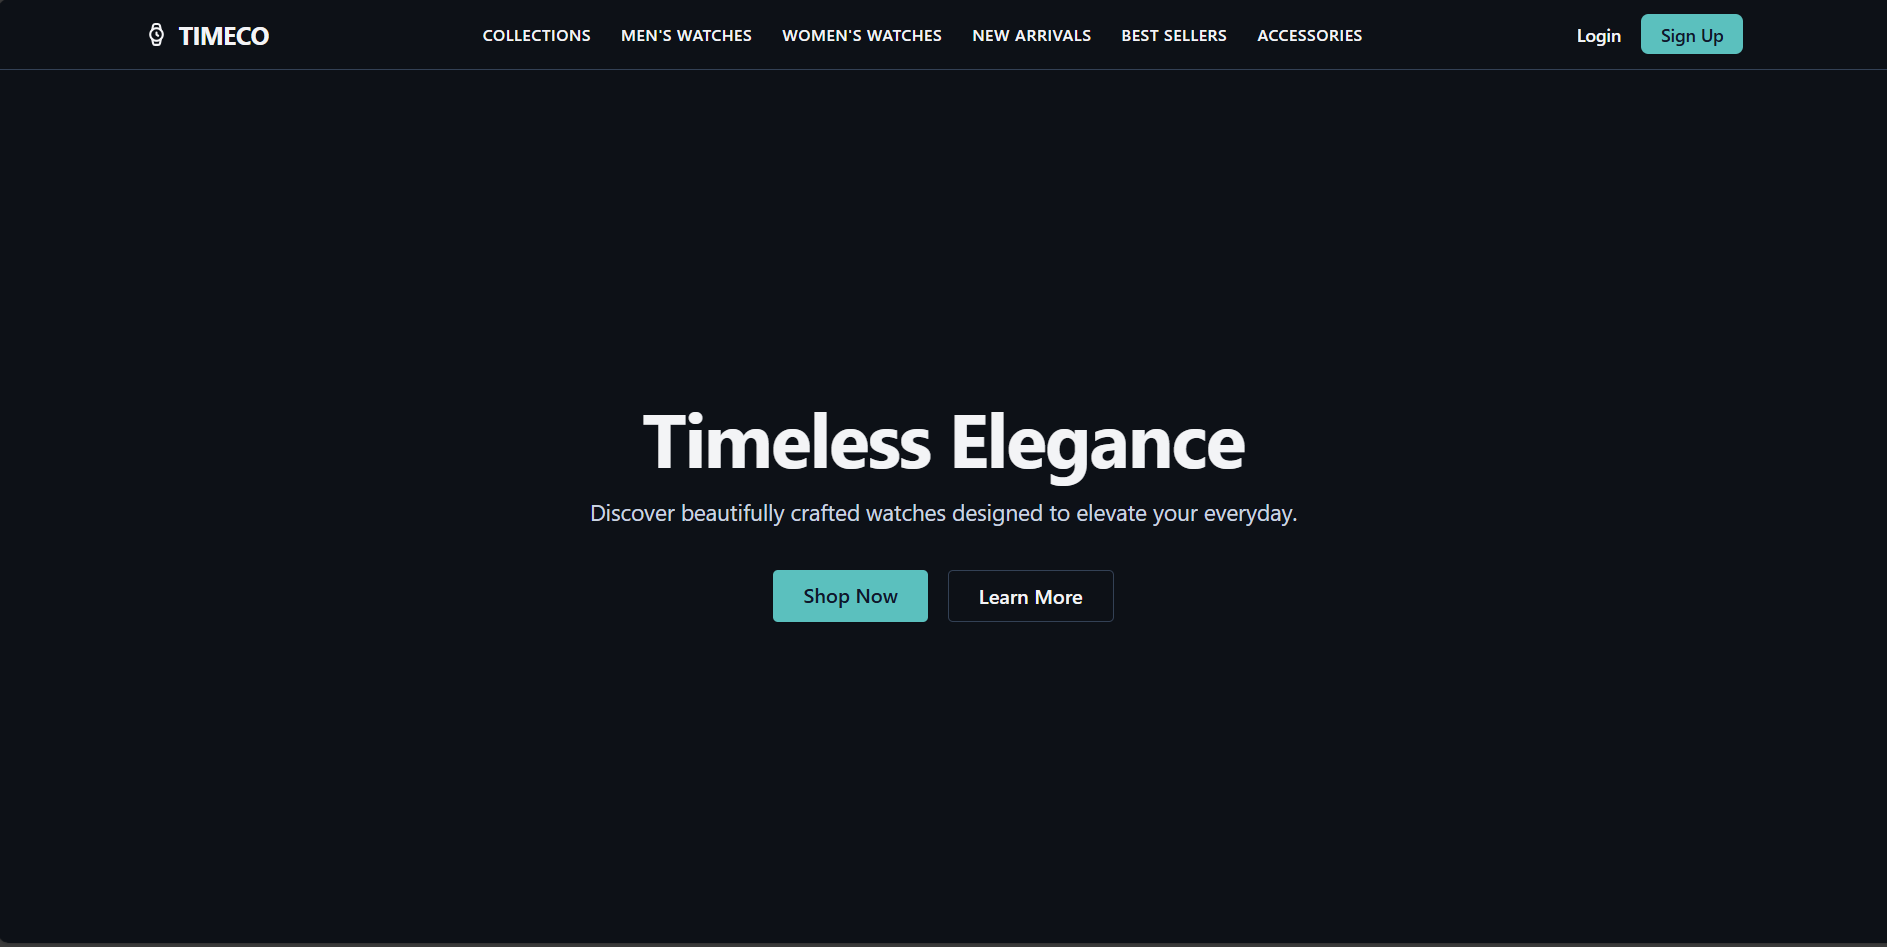 TIMECO
COLLECTIONS MEN'S WATCHES WOMEN'S WATCHES NEW ARRIVALS BEST SELLERS ACCESSORIES
Login Sign Up
Timeless Elegance
Discover beautifully crafted watches designed to elevate your everyday.
Shop Now Learn More